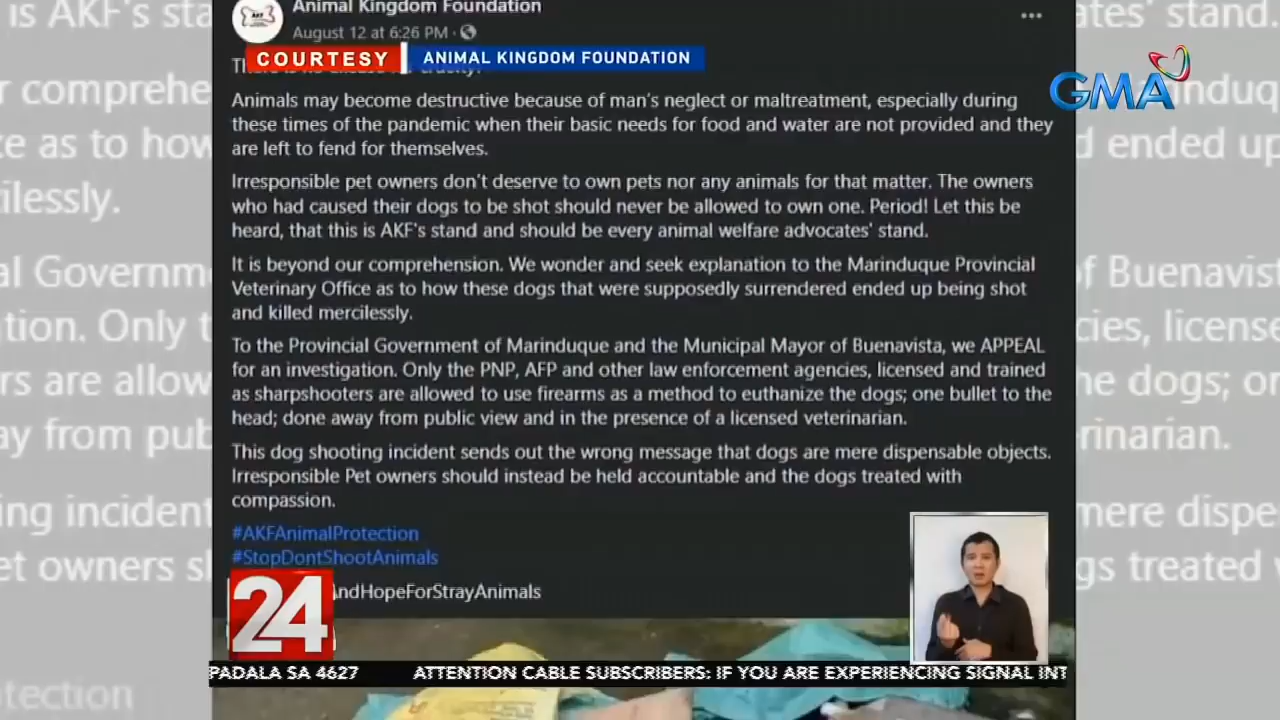 Animal Kingdom Foundation
August 12 at 6:26 PM
COURTESY ANIMAL KINGDOM FOUNDATION
GMA
Animals may become destructive because of man's neglect or maltreatment, especially during
these times of the pandemic when their basic needs for food and water are not provided and they
are left to fend for themselves.
Irresponsible pet owners don't deserve to own pets nor any animals for that matter. The owners
who had caused their dogs to be shot should never be allowed to own one. Period! Let this be
heard, that this is AKF's stand and should be every animal welfare advocates' stand.
It is beyond our comprehension. We wonder and seek explanation to the Marinduque Provincial
Veterinary Office as to how these dogs that were supposedly surrendered ended up being shot
and killed mercilessly.
To the Provincial Government of Marinduque and the Municipal Mayor of Buenavista, we APPEAL
for an investigation. Only the PNP, AFP and other law enforcement agencies, licensed and trained
as sharpshooters are allowed to use firearms as a method to euthanize the dogs; one bullet to the
head; done away from public view and in the presence of a licensed veterinarian.
This dog shooting incident sends out the wrong message that dogs are mere dispensable objects.
Irresponsible Pet owners should instead be held accountable and the dogs treated with
compassion.
#AKFAnimalProtection
#StopDontShootAnimals
AndHopeForStrayAnimals
24
PADALA SA 4627 ATTENTION CABLE SUBSCRIBERS: IF YOU ARE EXPERIENCING SIGNAL INT